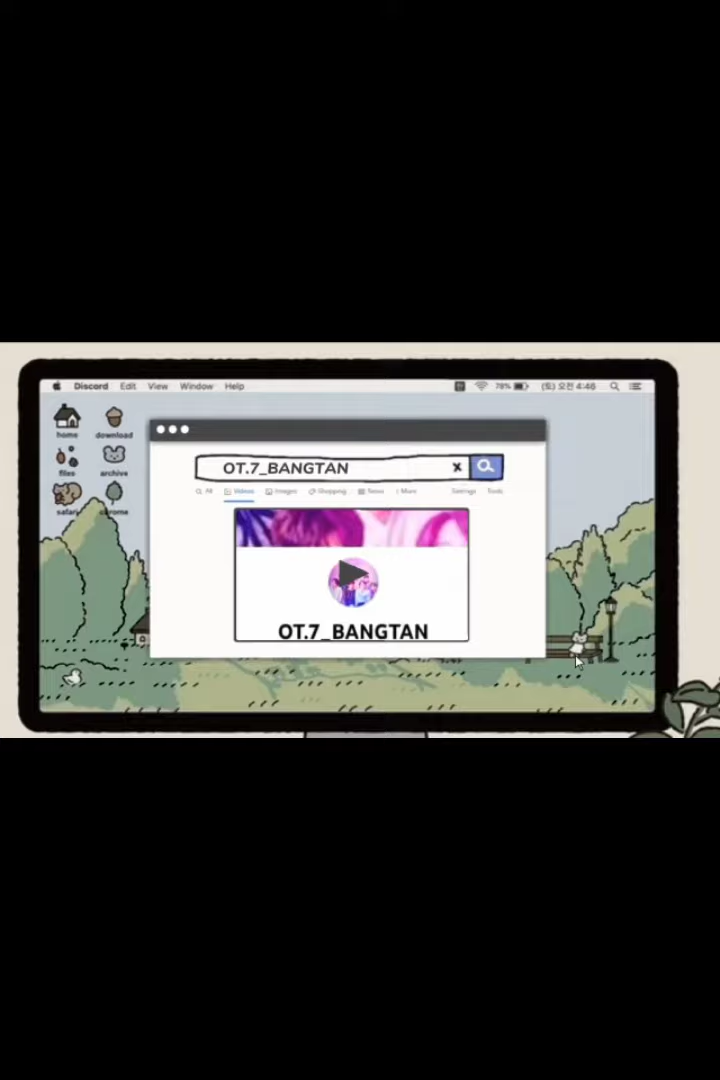 Discord Edit View Window Help 78% (토) 오전 4:46
home download
files archive
safari chrome
OT.7_BANGTAN x
All Videos Images Shopping News More Settings Tools
OT.7_BANGTAN